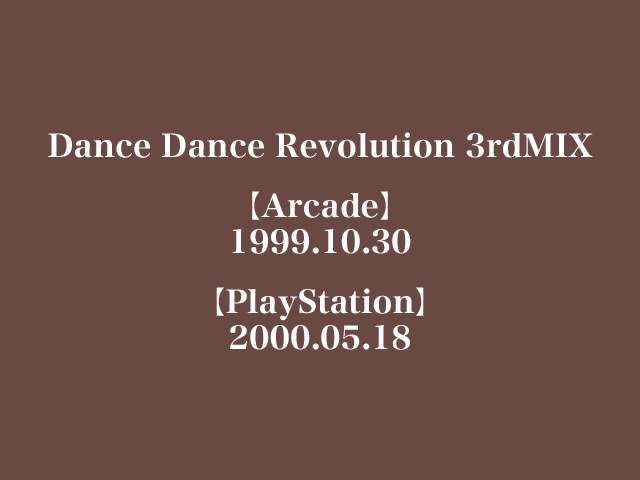 Dance Dance Revolution 3rdMIX
【Arcade】
1999.10.30
【PlayStation】
2000.05.18